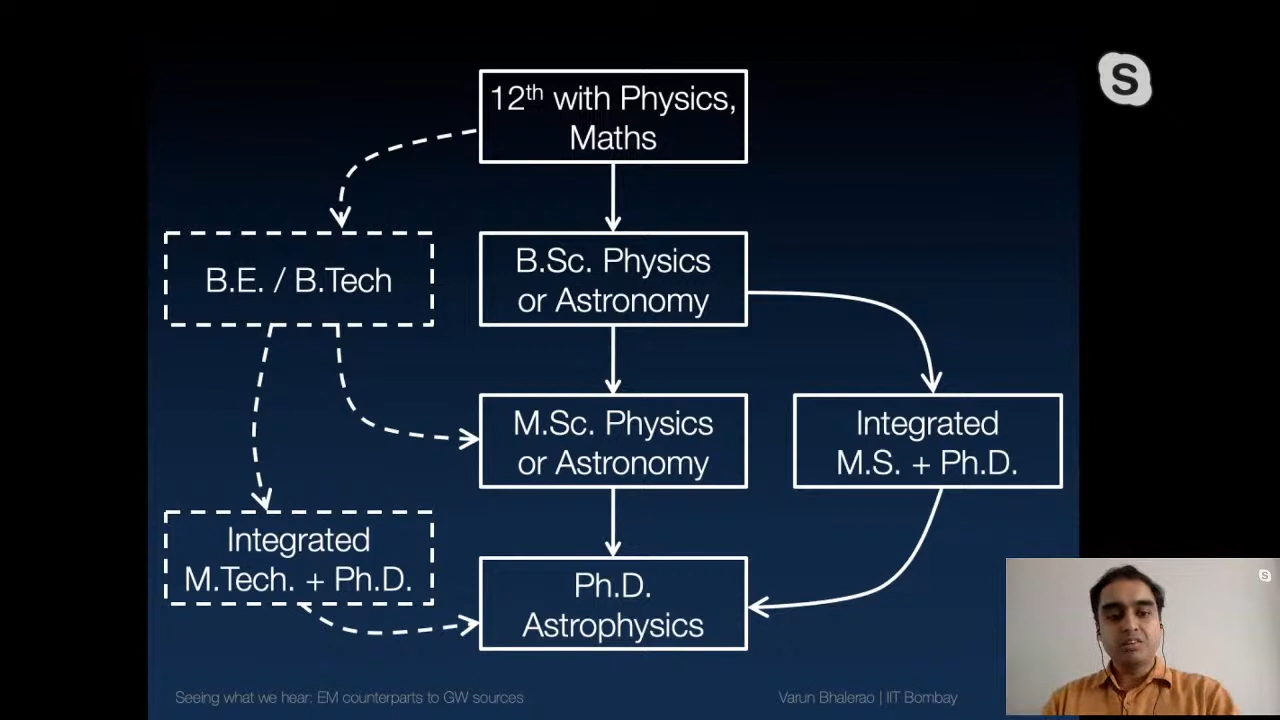 12th with Physics,
Maths
B.E. / B.Tech
B.Sc. Physics
or Astronomy
M.Sc. Physics
or Astronomy
Integrated
M.S. + Ph.D.
Integrated
M.Tech. + Ph.D.
Ph.D.
Astrophysics
Seeing what we hear: EM counterparts to GW sources
Varun Bhalerao | IIT Bombay
S
S